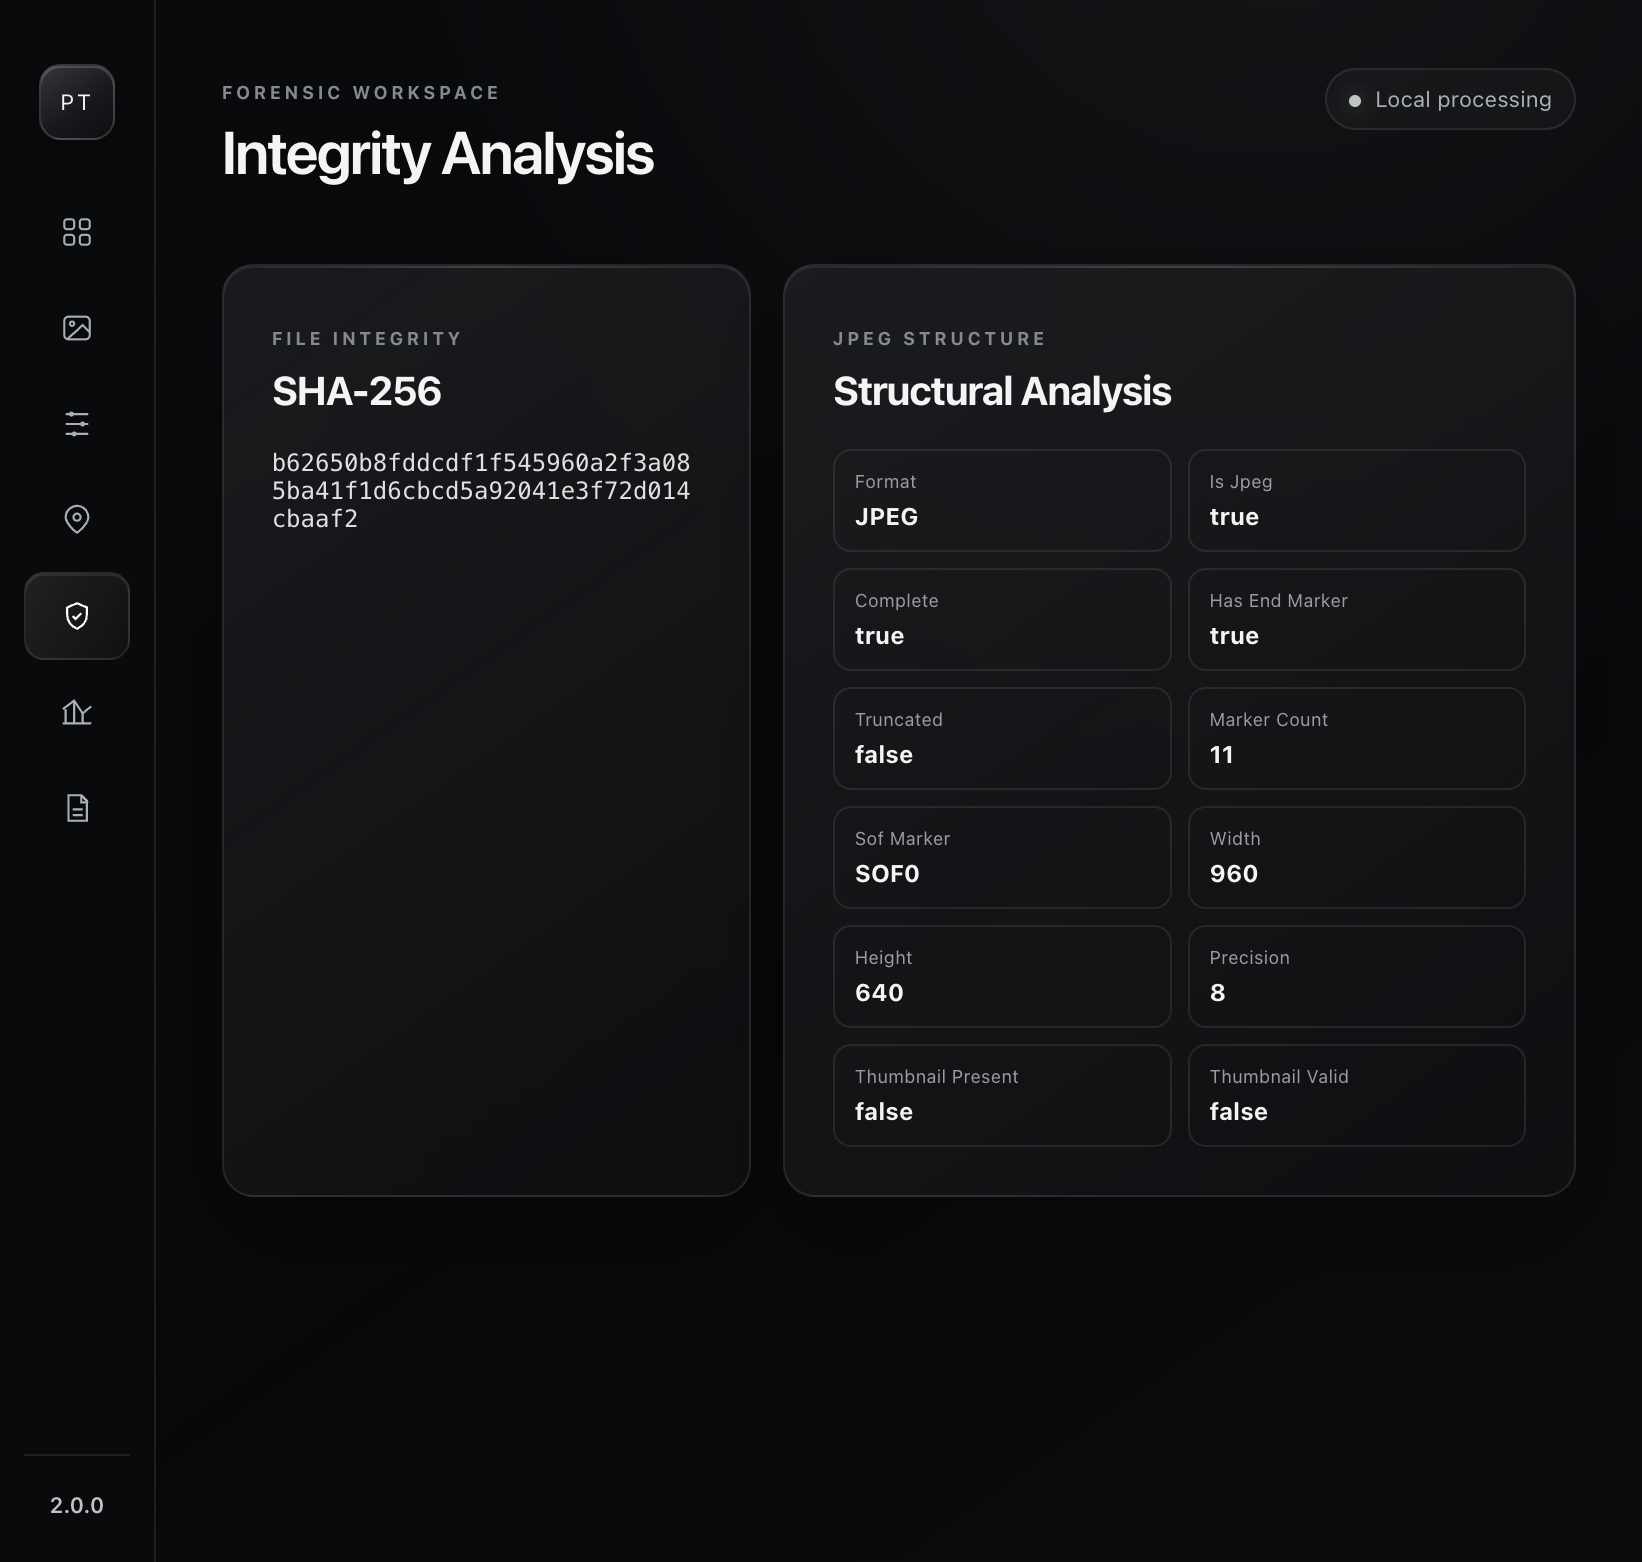 PT
FORENSIC WORKSPACE
Integrity Analysis
Local processing
FILE INTEGRITY
SHA-256
b62650b8fddcdf1f545960a2f3a08
5ba41f1d6cbcd5a92041e3f72d014
cbaaf2
JPEG STRUCTURE
Structural Analysis
Format
JPEG
Is Jpeg
true
Complete
true
Has End Marker
true
Truncated
false
Marker Count
11
Sof Marker
SOF0
Width
960
Height
640
Precision
8
Thumbnail Present
false
Thumbnail Valid
false
2.0.0